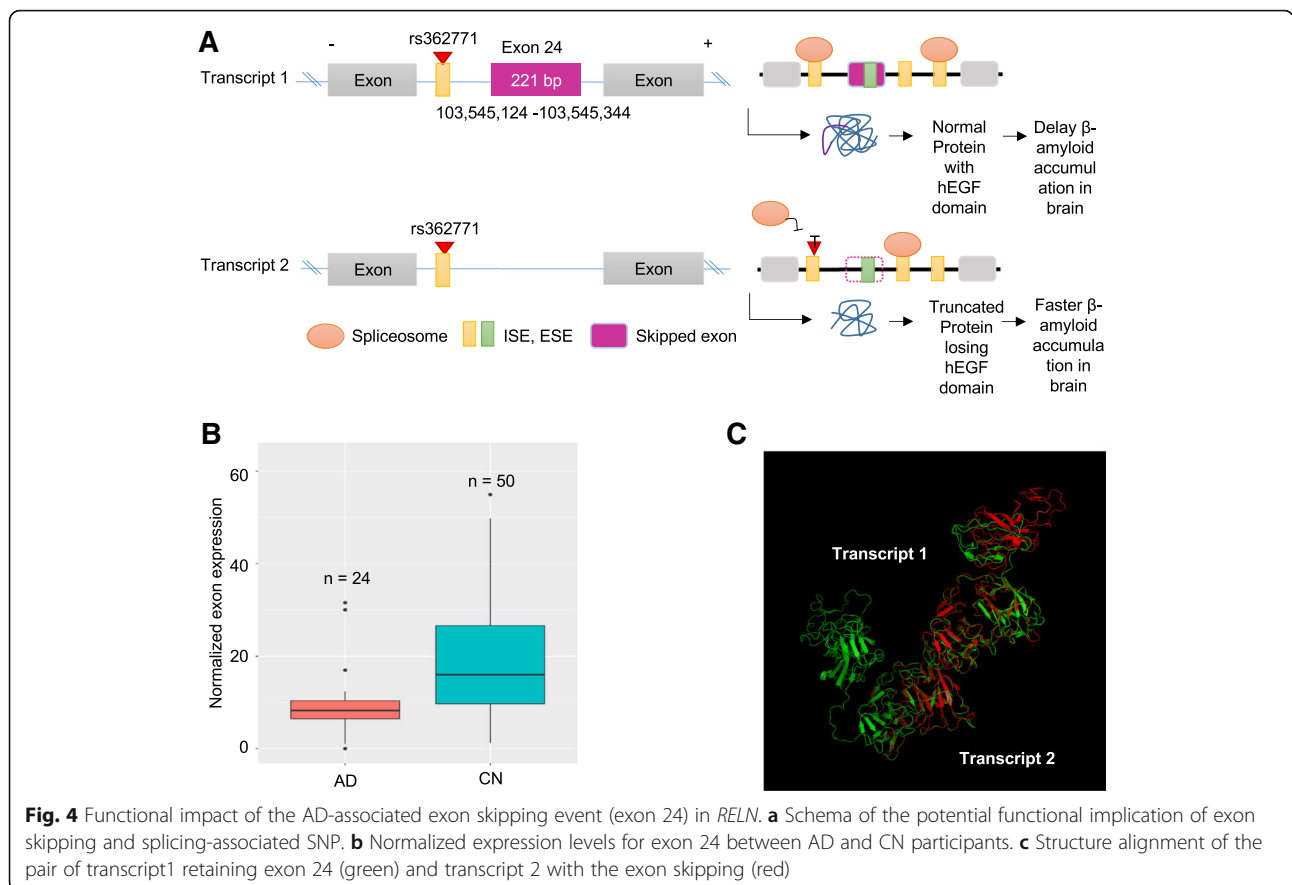 A
rs362771
-
Exon 24
+
Transcript 1
Exon
221 bp
Exon
103,545,124 -103,545,344
Normal
Protein
with
hEGF
domain
Delay β-
amyloid
accumul
ation in
brain
rs362771
Transcript 2
Exon
Exon
Truncated
Protein
losing
hEGF
domain
Faster β-
amyloid
accumula
tion in
brain
Spliceosome
ISE, ESE
Skipped exon
B
Normalized exon expression
60
40
20
0
n = 24
n = 50
AD
CN
C
Transcript 1
Transcript 2
Fig. 4 Functional impact of the AD-associated exon skipping event (exon 24) in RELN. a Schema of the potential functional implication of exon
skipping and splicing-associated SNP. b Normalized expression levels for exon 24 between AD and CN participants. c Structure alignment of the
pair of transcript1 retaining exon 24 (green) and transcript 2 with the exon skipping (red)